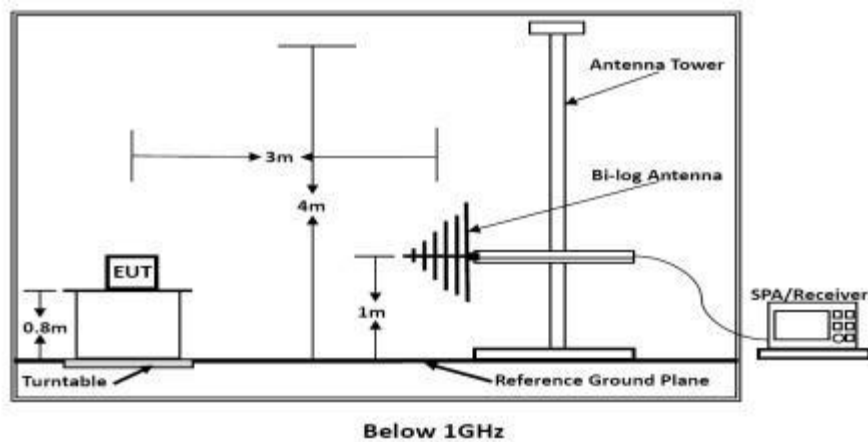 Antenna Tower
3m
Bi-log Antenna
4m
EUT
SPA/Receiver
0.8m
1m
Turntable
Reference Ground Plane
Below 1GHz